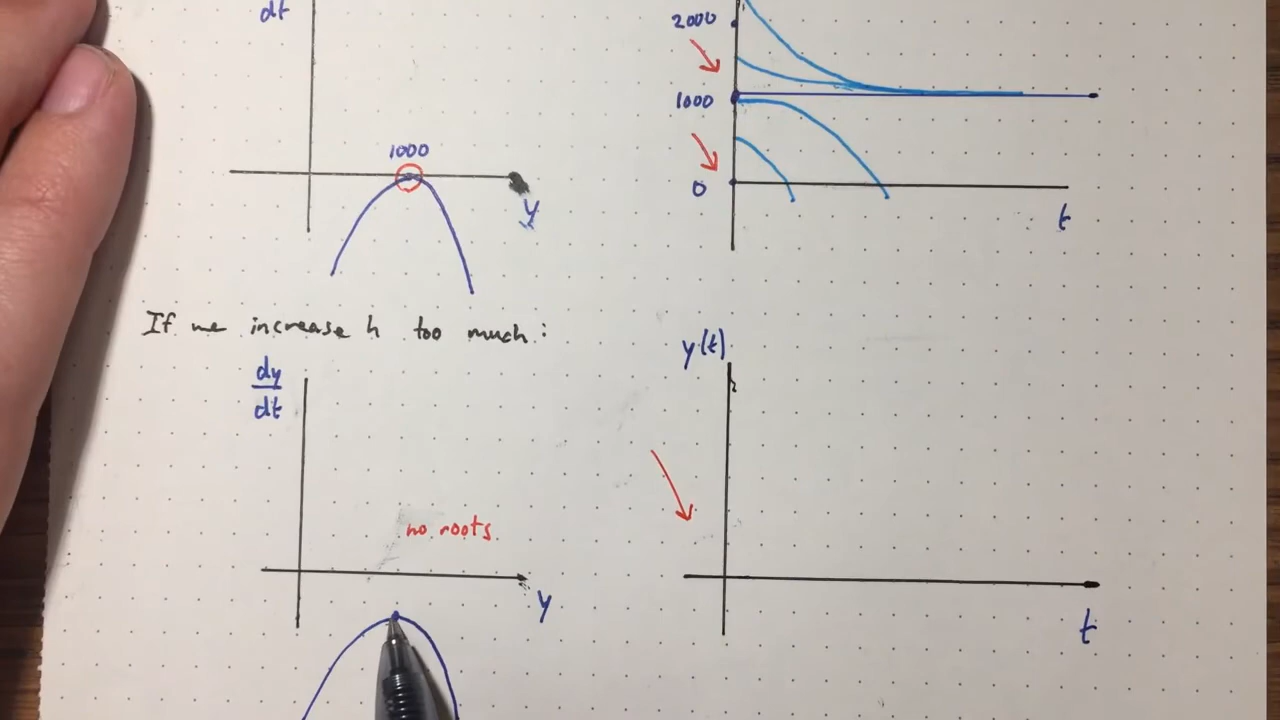 dt
1000
y
2000
1000
0
t
If we increase h too much:
dy
dt
no roots
y
y(t)
t